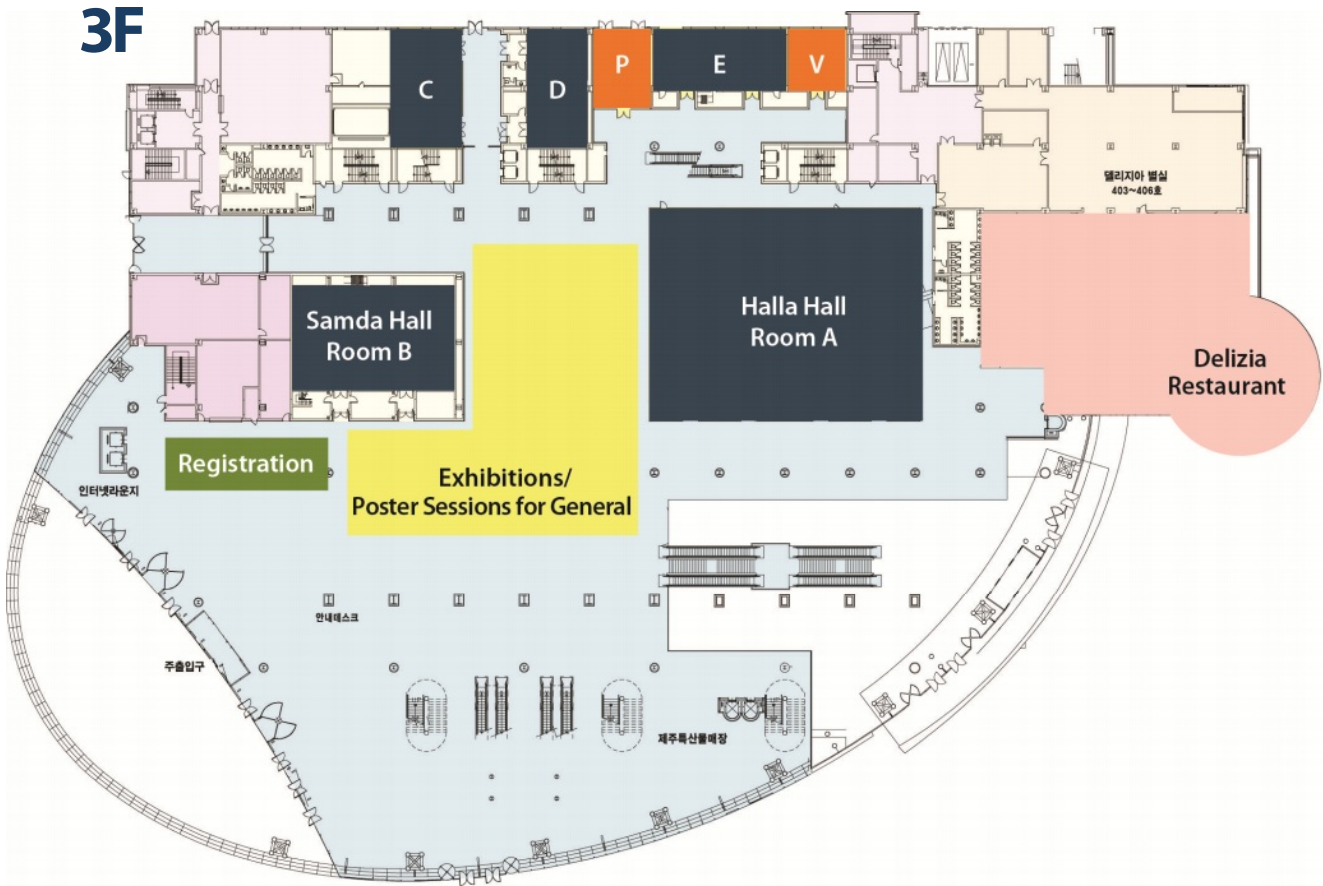 3F
C
D
P
E
V
델리지아 별실
403~406호
Samda Hall
Room B
Halla Hall
Room A
Delizia
Restaurant
Registration
Exhibitions/
Poster Sessions for General
인터넷라운지
안내데스크
주출입구
제주특산물매장